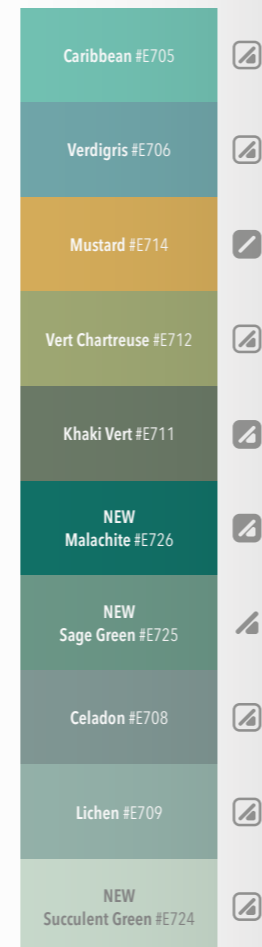 Caribbean #E705
Verdigris #E706
Mustard #E714
Vert Chartreuse #E712
Khaki Vert #E711
NEW
Malachite #E726
NEW
Sage Green #E725
Celadon #E708
Lichen #E709
NEW
Succulent Green #E724